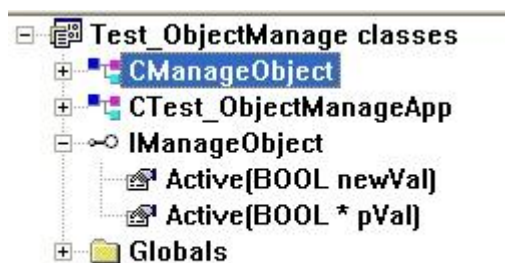 Test_ObjectManage classes
CManageObject
CTest_ObjectManageApp
IManageObject
Active(BOOL newVal)
Active(BOOL * pVal)
Globals